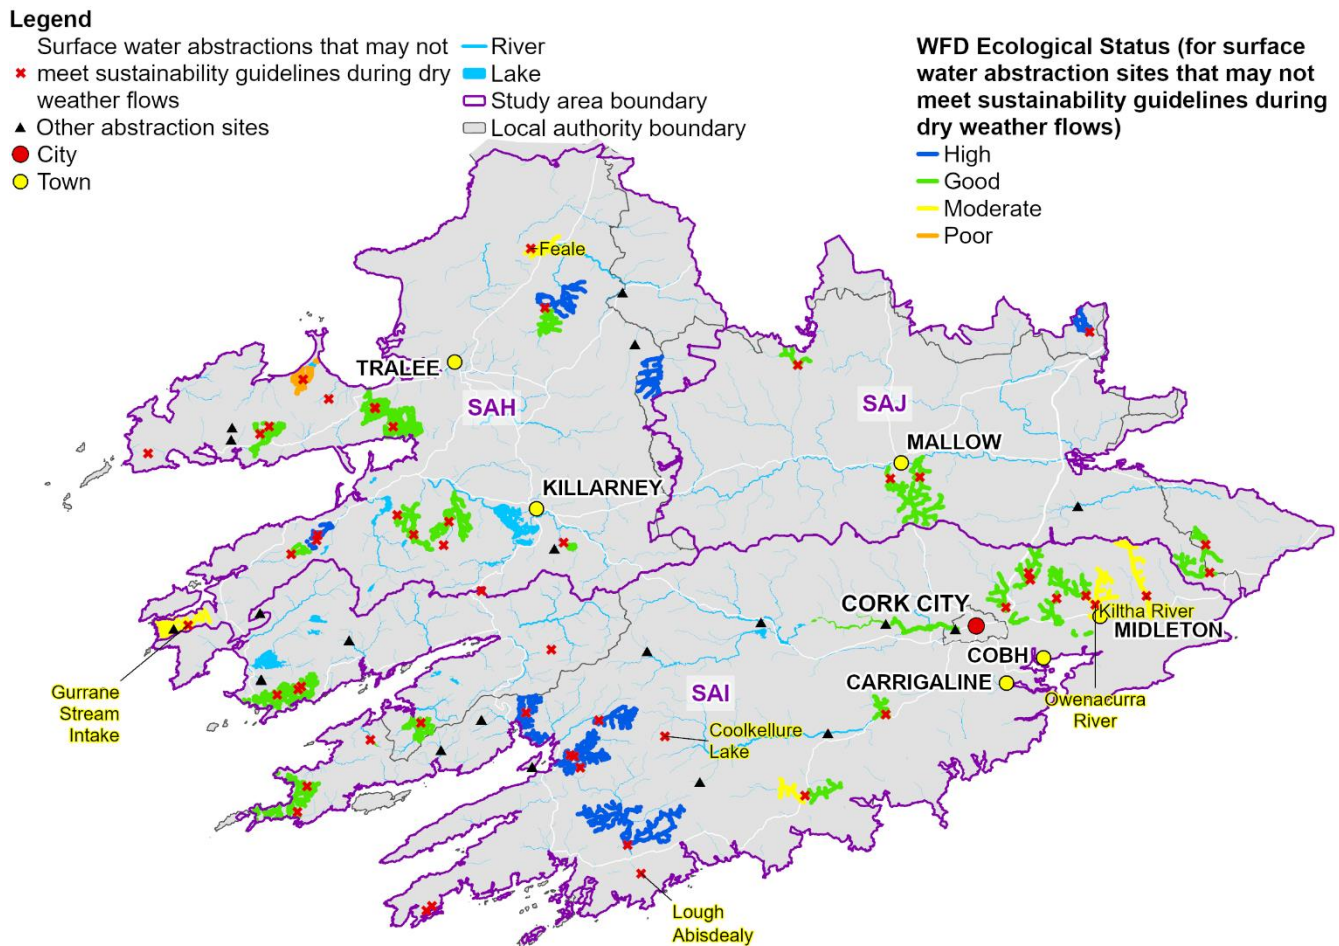 Legend
Surface water abstractions that may not
meet sustainability guidelines during dry
weather flows
Other abstraction sites
City
Town
River
Lake
Study area boundary
Local authority boundary
WFD Ecological Status (for surface
water abstraction sites that may not
meet sustainability guidelines during
dry weather flows)
High
Good
Moderate
Poor
Feale
TRALEE
SAH
SAJ
MALLOW
KILLARNEY
CORK CITY
Kiltha River
MIDLETON
COBH
CARRIGALINE
Gurrane
Stream
Intake
SAI
Owenacurra
River
Coolkellure
Lake
Lough
Abisdealy